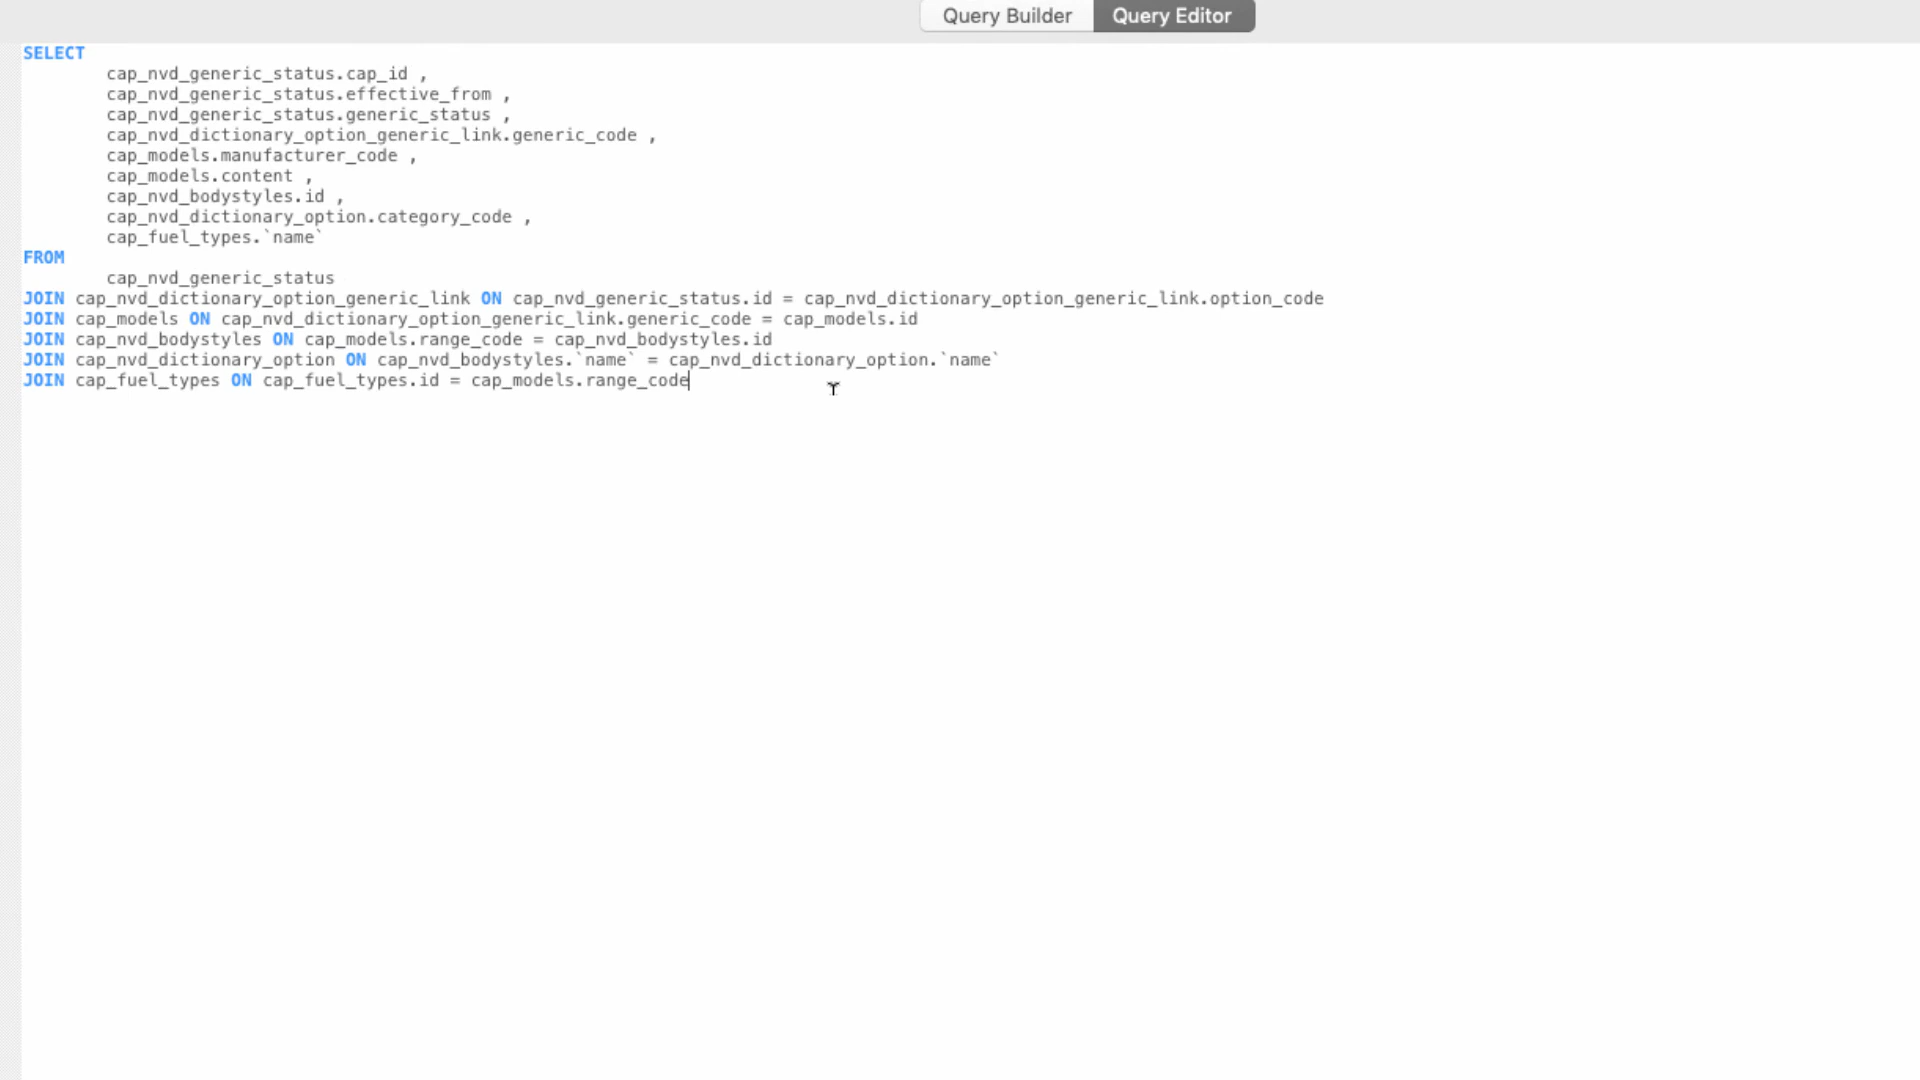 Query Builder Query Editor
SELECT
cap_nvd_generic_status.cap_id ,
cap_nvd_generic_status.effective_from ,
cap_nvd_generic_status.generic_status ,
cap_nvd_dictionary_option_generic_link.generic_code ,
cap_models.manufacturer_code ,
cap_models.content ,
cap_nvd_bodystyles.id ,
cap_nvd_dictionary_option.category_code ,
cap_fuel_types.`name`
FROM
cap_nvd_generic_status
JOIN cap_nvd_dictionary_option_generic_link ON cap_nvd_generic_status.id = cap_nvd_dictionary_option_generic_link.option_code
JOIN cap_models ON cap_nvd_dictionary_option_generic_link.generic_code = cap_models.id
JOIN cap_nvd_bodystyles ON cap_models.range_code = cap_nvd_bodystyles.id
JOIN cap_nvd_dictionary_option ON cap_nvd_bodystyles.`name` = cap_nvd_dictionary_option.`name`
JOIN cap_fuel_types ON cap_fuel_types.id = cap_models.range_code